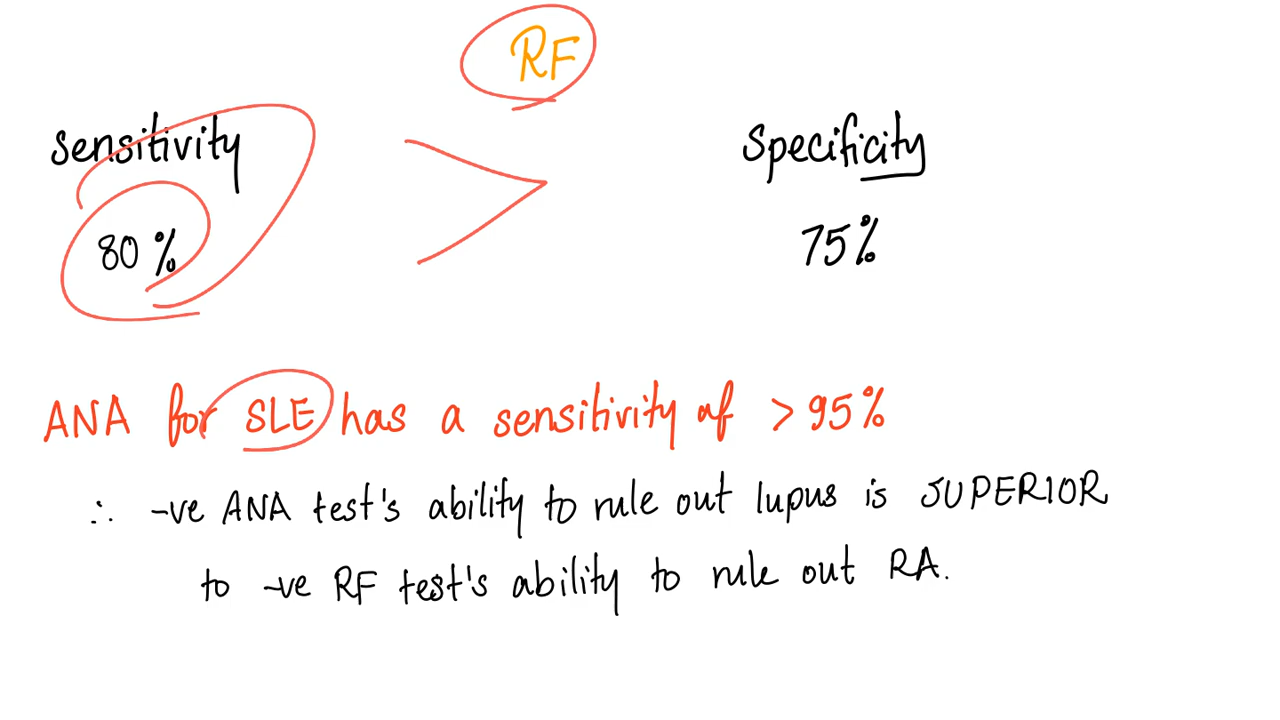 RF
Sensitivity > Specificity
80% 75%
ANA for SLE has a sensitivity of > 95%
∴ -ve ANA test's ability to rule out lupus is SUPERIOR
to -ve RF test's ability to rule out RA.